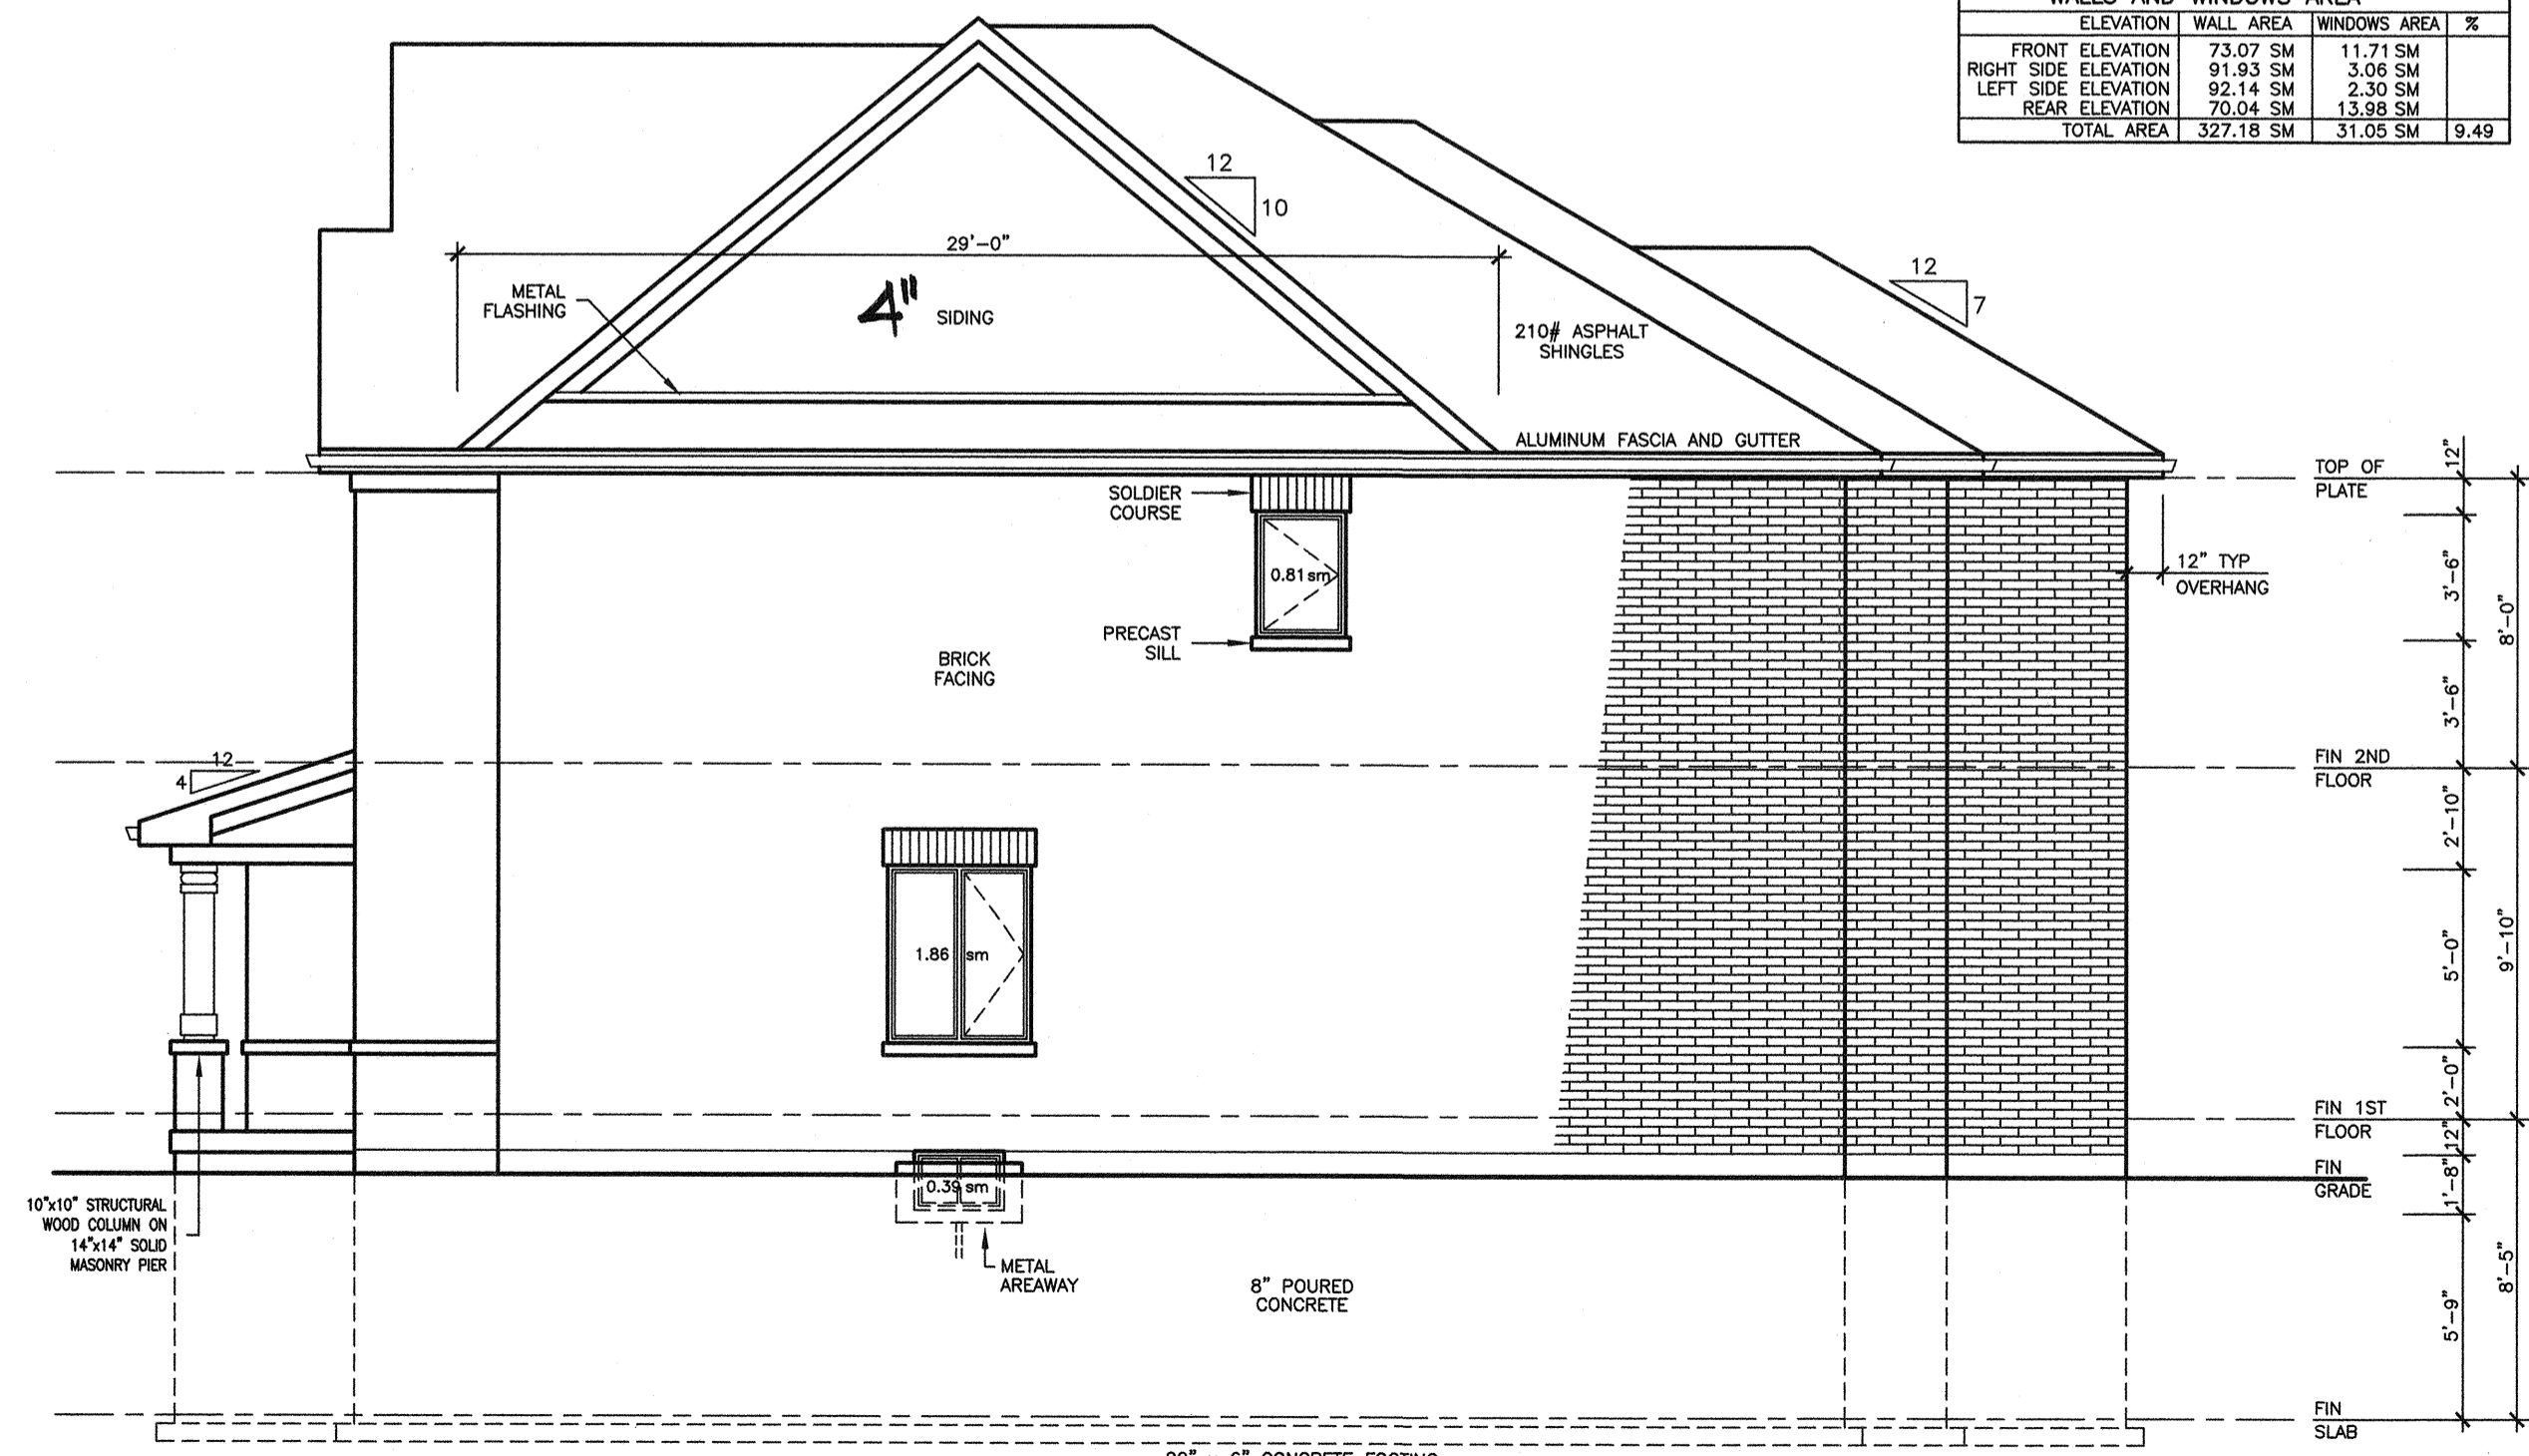 WALLS AND WINDOWS AREA
ELEVATION WALL AREA WINDOWS AREA %
FRONT ELEVATION 73.07 SM 11.71 SM
RIGHT SIDE ELEVATION 91.93 SM 3.06 SM
LEFT SIDE ELEVATION 92.14 SM 2.30 SM
REAR ELEVATION 70.04 SM 13.98 SM
TOTAL AREA 327.18 SM 31.05 SM 9.49
12
10
29'-0"
METAL
FLASHING
4" SIDING
12
7
210# ASPHALT
SHINGLES
ALUMINUM FASCIA AND GUTTER
TOP OF
PLATE
12"
SOLDIER
COURSE
0.81 sm
12" TYP
OVERHANG
3'-6"
8'-0"
PRECAST
SILL
BRICK
FACING
3'-6"
12
4
FIN 2ND
FLOOR
2'-10"
1.86 sm
5'-0"
9'-10"
2'-0"
FIN 1ST
FLOOR
12"
FIN
GRADE
1'-8"
0.39 sm
10"x10" STRUCTURAL
WOOD COLUMN ON
14"x14" SOLID
MASONRY PIER
METAL
AREAWAY
8" POURED
CONCRETE
8'-5"
5'-9"
FIN
SLAB
CONCRETE FOOTING